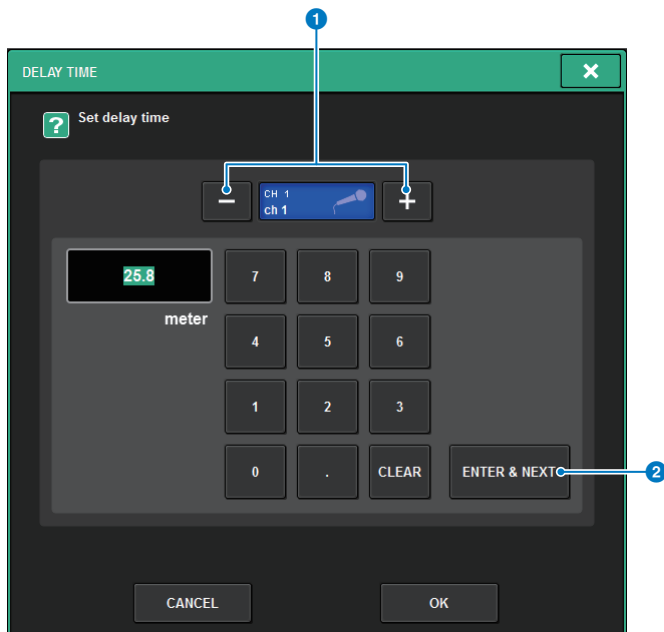 1
DELAY TIME
×
? Set delay time
− CH 1 +
ch 1
25.8 7 8 9
meter
4 5 6
1 2 3
0 . CLEAR ENTER & NEXT 2
CANCEL OK